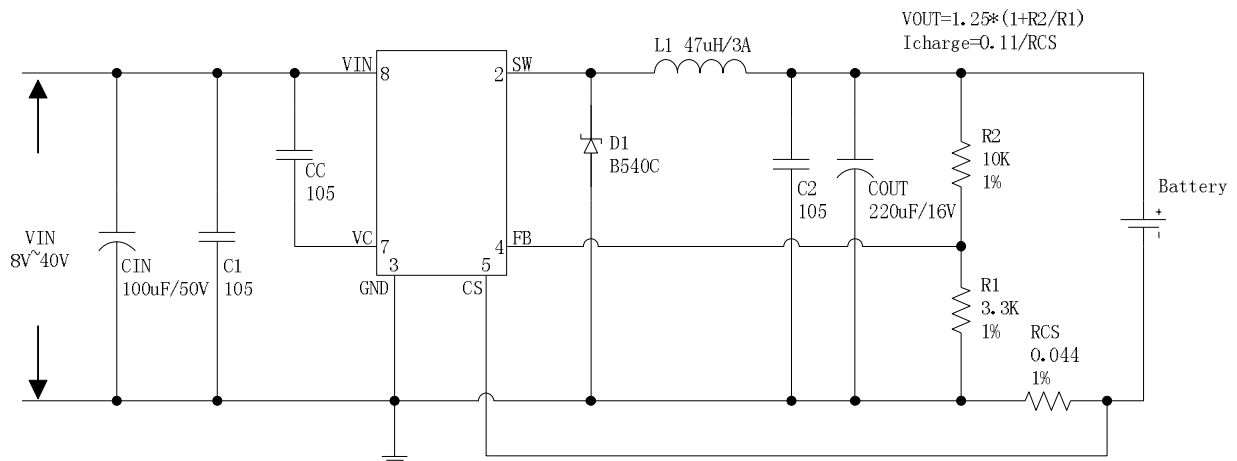 VOUT=1.25*(1+R2/R1)
Icharge=0.11/RCS
L1 47uH/3A
VIN
8
2
SW
CC
105
D1
B540C
R2
10K
1%
C2
105
COUT
220uF/16V
Battery
+
-
VIN
8V~40V
VC
7
4
FB
CIN
100uF/50V
C1
105
3
GND
5
CS
R1
3.3K
1%
RCS
0.044
1%